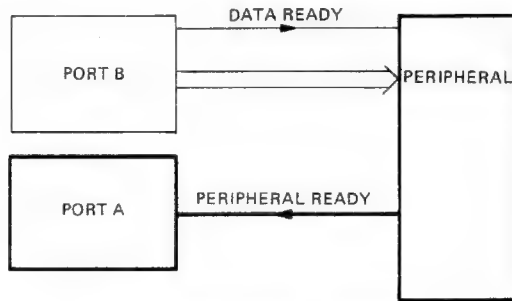 DATA READY
PORT B
PERIPHERAL
PERIPHERAL READY
PORT A